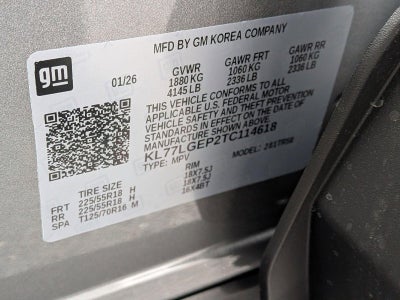 gm
MFD BY GM KOREA COMPANY
01/26 GVWR GAWR FRT GAWR RR
1880 KG 1060 KG 1060 KG
4145 LB 2336 LB 2336 LB
THIS VEHICLE CONFORMS TO ALL
APPLICABLE U.S. FEDERAL MOTOR
VEHICLE SAFETY AND THEFT PREVENTION
STANDARDS IN EFFECT ON THE DATE OF
MANUFACTURE SHOWN ABOVE.
KL77LGEP2TC114618
TYPE: MPV MODEL:
TIRE SIZE RIM
FRT 225/55R18 H 18X7.5J
RR 225/55R18 H 18X7.5J
SPA T125/70R16 M 16X4BT